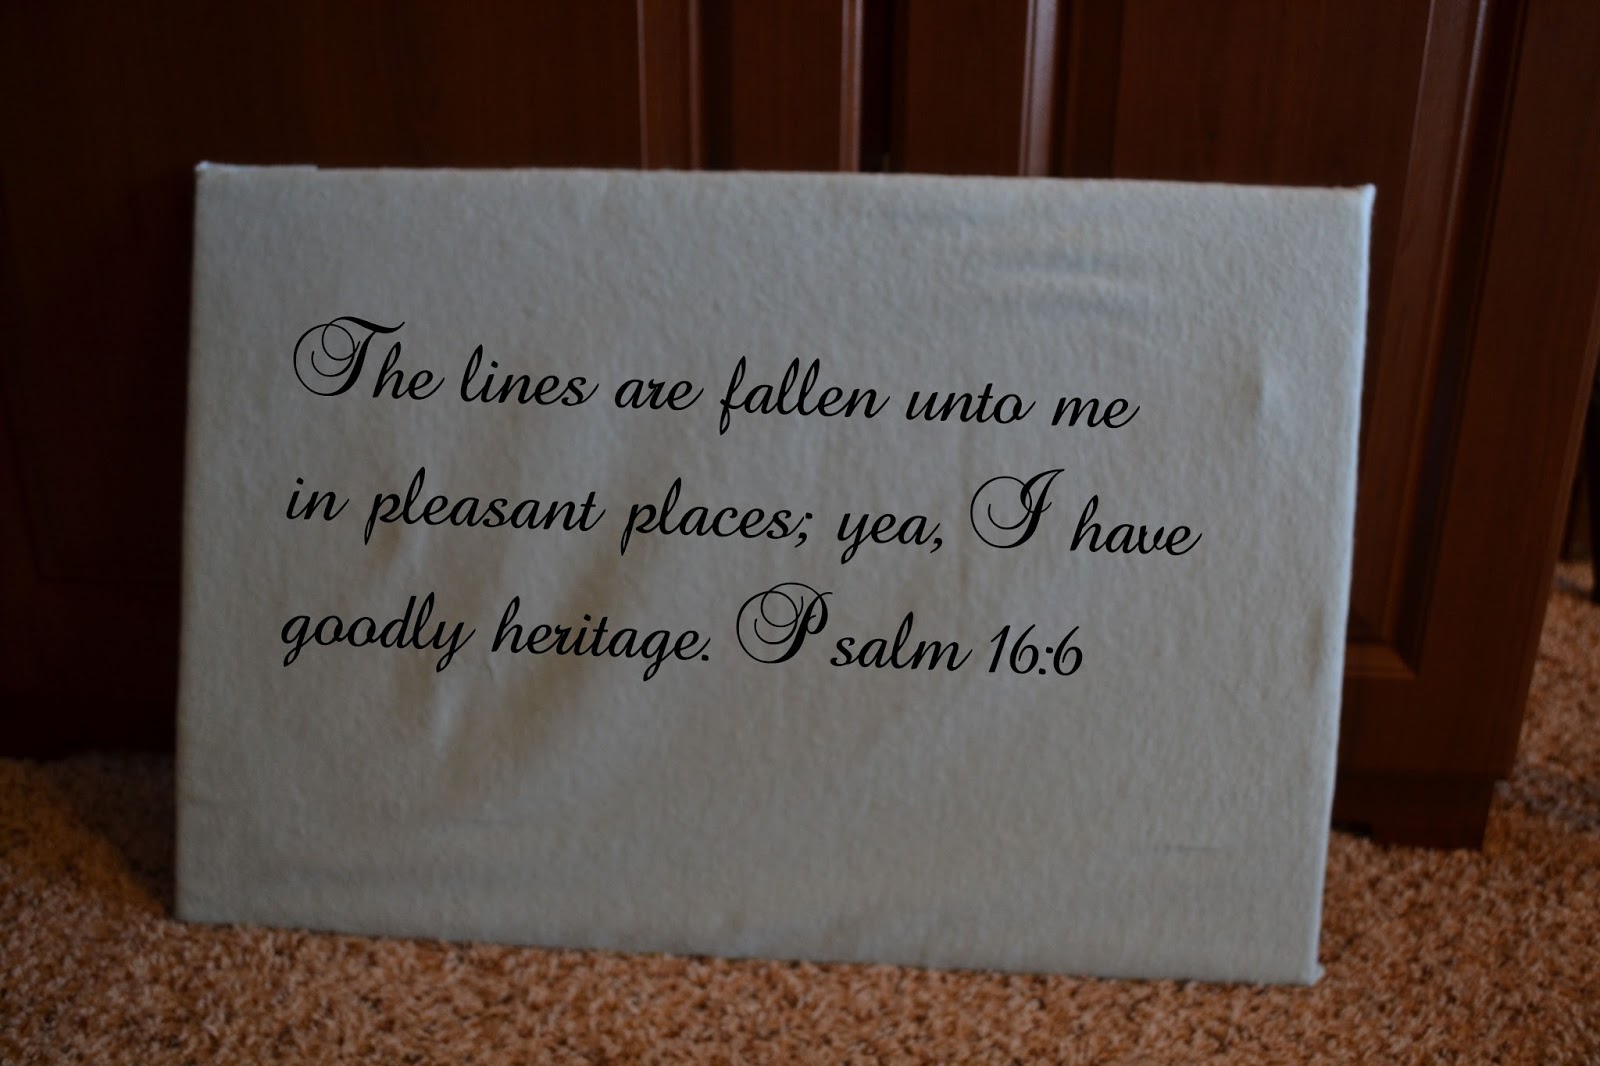 The lines are fallen unto me
in pleasant places; yea, I have
goodly heritage. Psalm 16:6